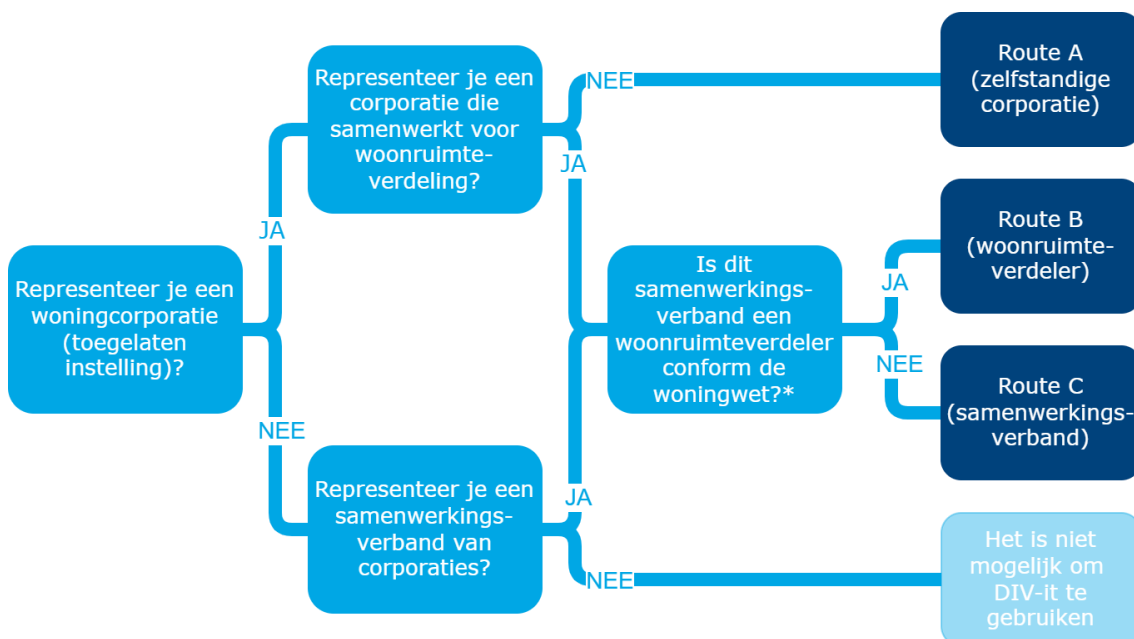 Representeer je een
woningcorporatie
(toegelaten
instelling)?
JA
NEE
Representeer je een
corporatie die
samenwerkt voor
woonruimte-
verdeling?
NEE
JA
Representeer je een
samenwerkings-
verband van
corporaties?
JA
NEE
Is dit
samenwerkings-
verband een
woonruimteverdeler
conform de
woningwet?*
JA
NEE
Route A
(zelfstandige
corporatie)
Route B
(woonruimte-
verdeler)
Route C
(samenwerkings-
verband)
Het is niet
mogelijk om
DIV-it te
gebruiken